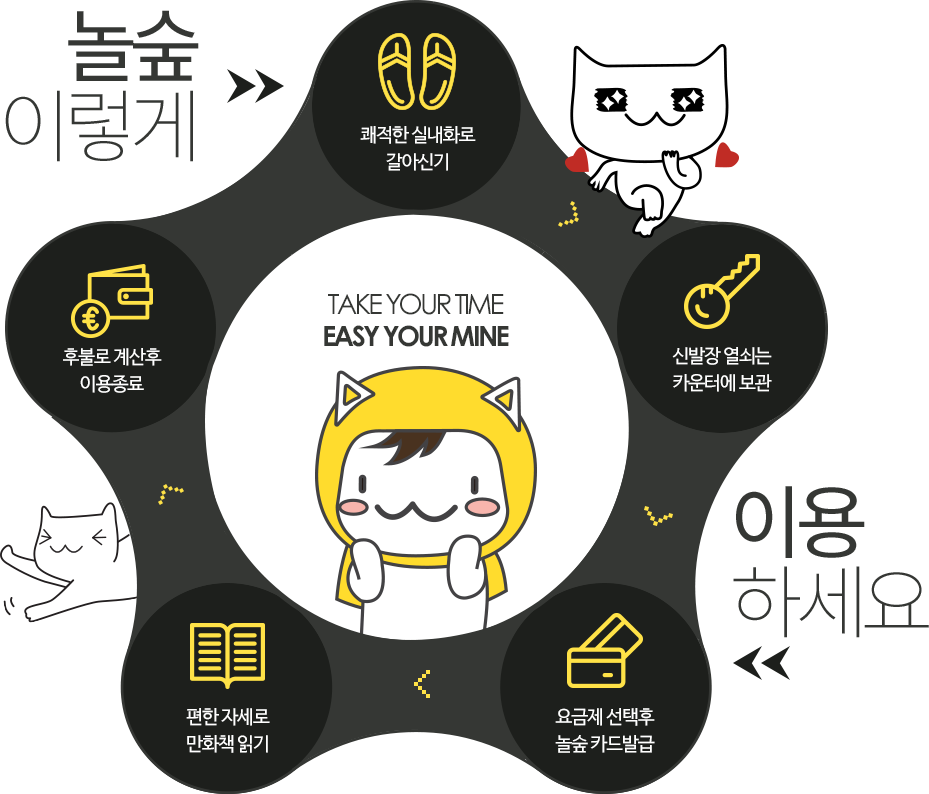 놀숲
이렇게
쾌적한 실내화로
갈아신기
신발장 열쇠는
카운터에 보관
요금제 선택후
놀숲 카드발급
편한 자세로
만화책 읽기
후불로 계산후
이용종료
TAKE YOUR TIME
EASY YOUR MINE
이용
하세요